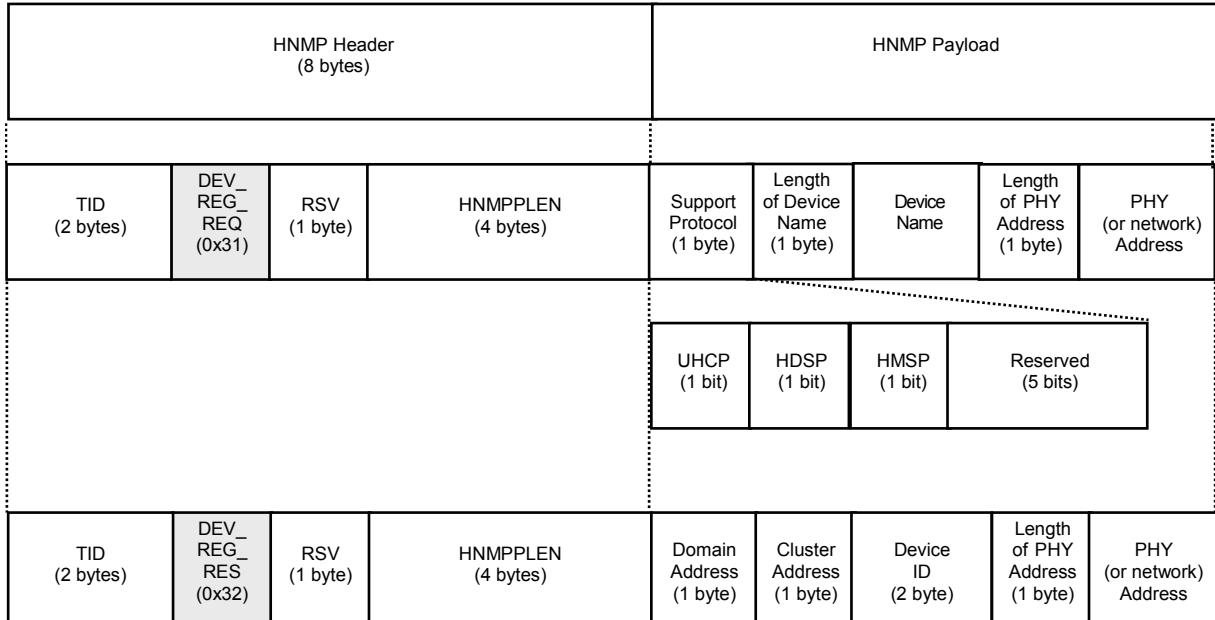 HNMP Header
(8 bytes)
HNMP Payload
TID
(2 bytes)
DEV_
REG_
REQ
(0x31)
RSV
(1 byte)
HNMPPLEN
(4 bytes)
Support
Protocol
(1 byte)
Length
of Device
Name
(1 byte)
Device
Name
Length
of PHY
Address
(1 byte)
PHY
(or network)
Address
UHCP
(1 bit)
HDSP
(1 bit)
HMSP
(1 bit)
Reserved
(5 bits)
TID
(2 bytes)
DEV_
REG_
RES
(0x32)
RSV
(1 byte)
HNMPPLEN
(4 bytes)
Domain
Address
(1 byte)
Cluster
Address
(1 byte)
Device
ID
(2 byte)
Length
of PHY
Address
(1 byte)
PHY
(or network)
Address